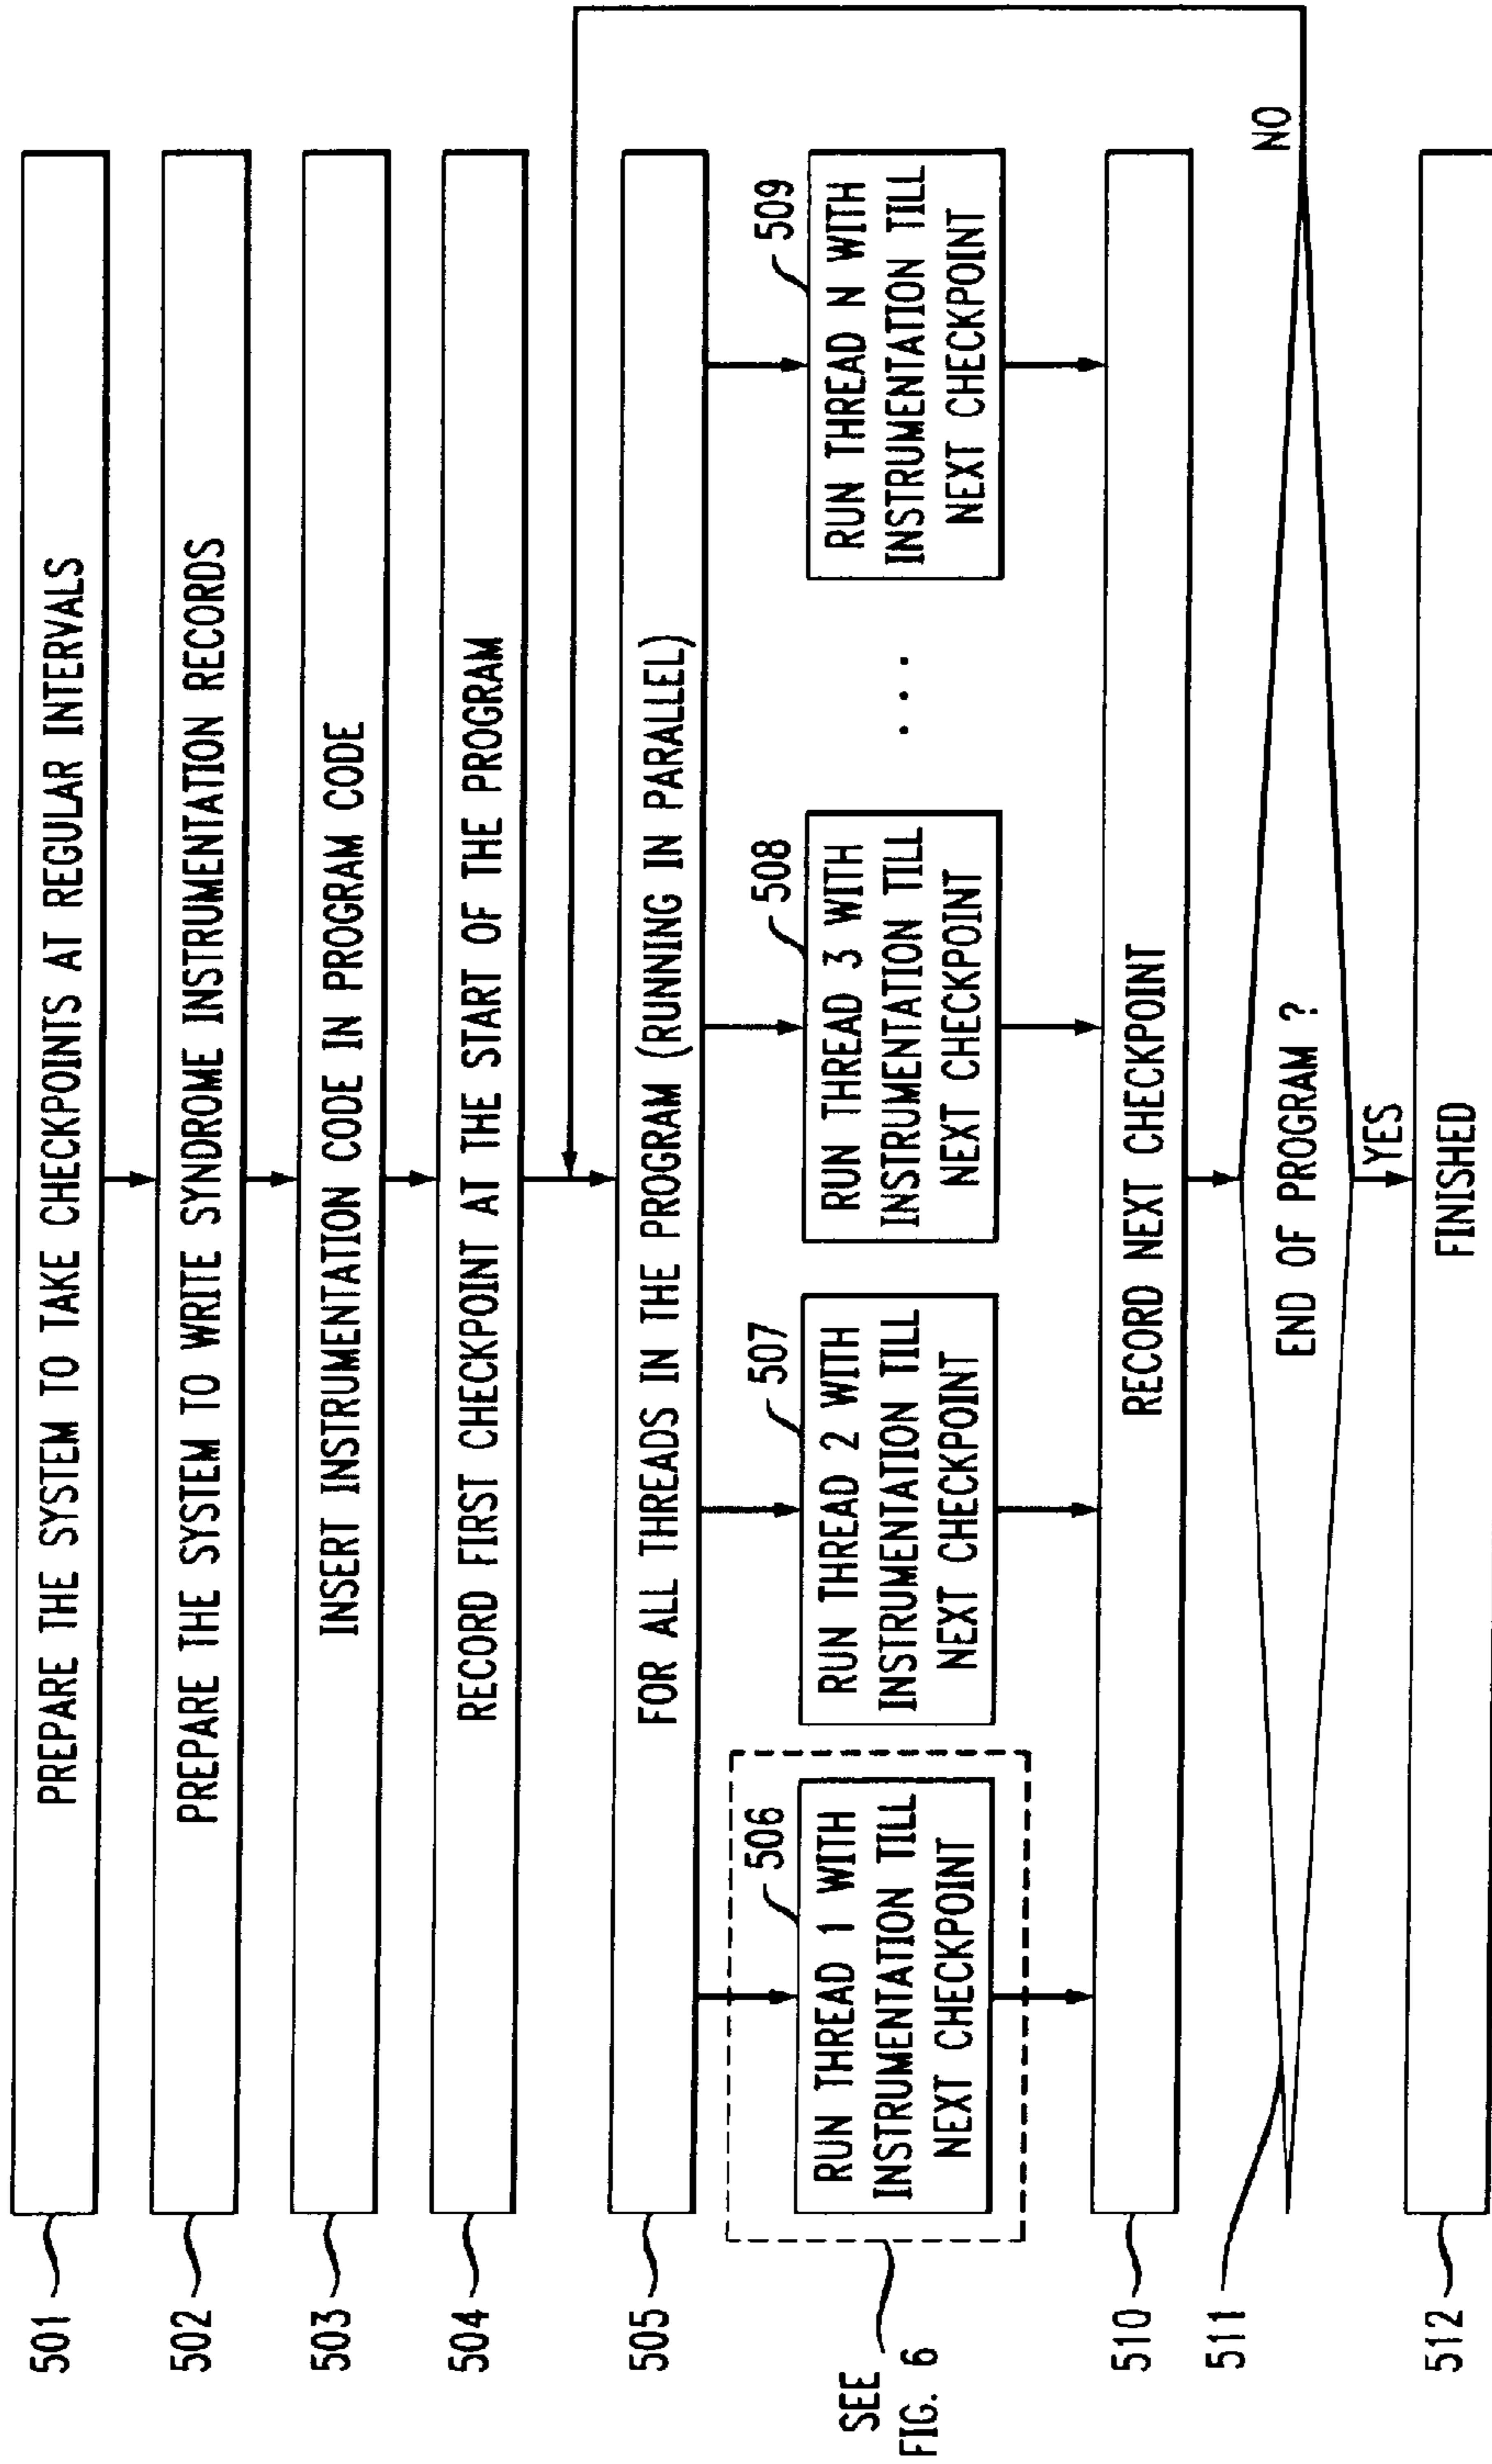 501
PREPARE THE SYSTEM TO TAKE CHECKPOINTS AT REGULAR INTERVALS
502
PREPARE THE SYSTEM TO WRITE SYNDROME INSTRUMENTATION RECORDS
503
INSERT INSTRUMENTATION CODE IN PROGRAM CODE
504
RECORD FIRST CHECKPOINT AT THE START OF THE PROGRAM
505
FOR ALL THREADS IN THE PROGRAM (RUNNING IN PARALLEL)
SEE
FIG. 6
506
RUN THREAD 1 WITH
INSTRUMENTATION TILL
NEXT CHECKPOINT
507
RUN THREAD 2 WITH
INSTRUMENTATION TILL
NEXT CHECKPOINT
508
RUN THREAD 3 WITH
INSTRUMENTATION TILL
NEXT CHECKPOINT
. . .
509
RUN THREAD N WITH
INSTRUMENTATION TILL
NEXT CHECKPOINT
510
RECORD NEXT CHECKPOINT
511
END OF PROGRAM ?
NO
YES
512
FINISHED